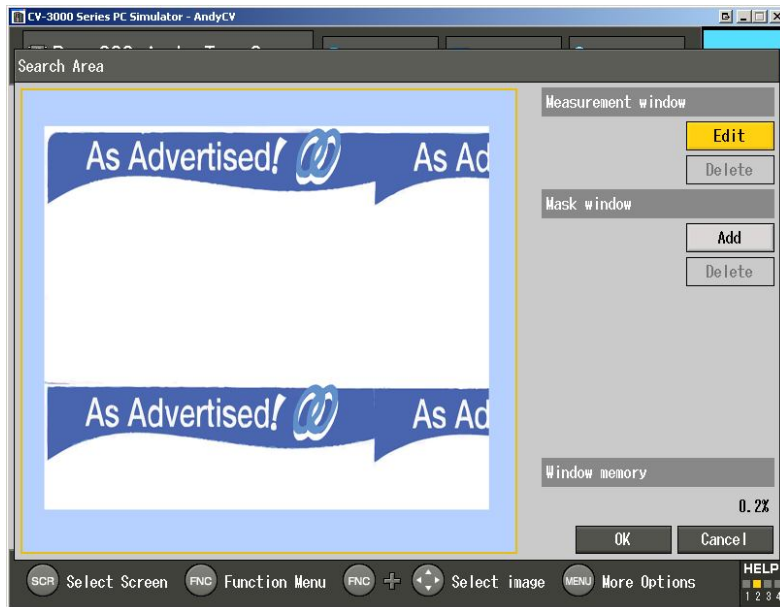 CV-3000 Series PC Simulator - AndyCV
Search Area
Measurement window
Edit
Delete
Mask window
Add
Delete
As Advertised!
As Ad
As Advertised!
As Ad
Window memory
0.2%
OK
Cancel
SCR Select Screen FNC Function Menu FNC + Select image MENU More Options
HELP
1 2 3 4